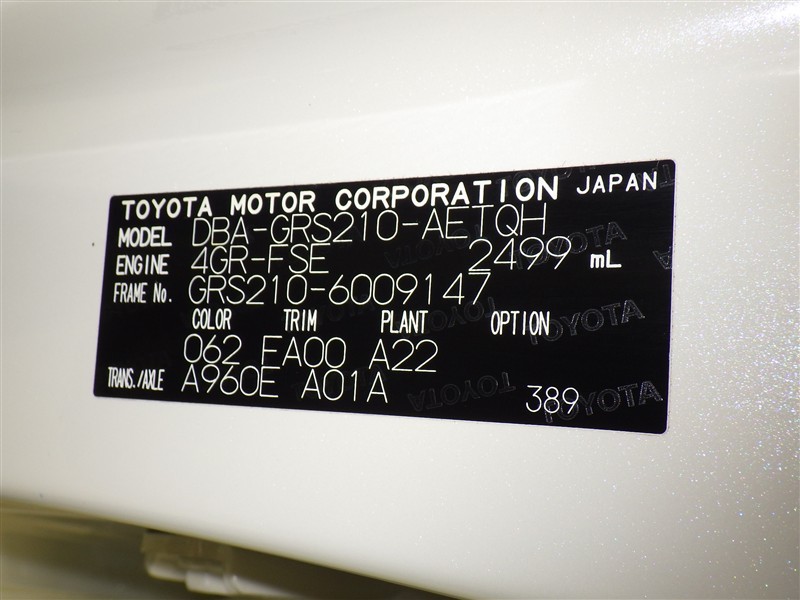 TOYOTA MOTOR CORPORATION JAPAN
MODEL DBA-GRS210-AETQH
ENGINE 4GR-FSE 2499 mL
FRAME No. GRS210-6009147
COLOR TRIM PLANT OPTION
062 FA00 A22
TRANS./AXLE A960E A01A
389